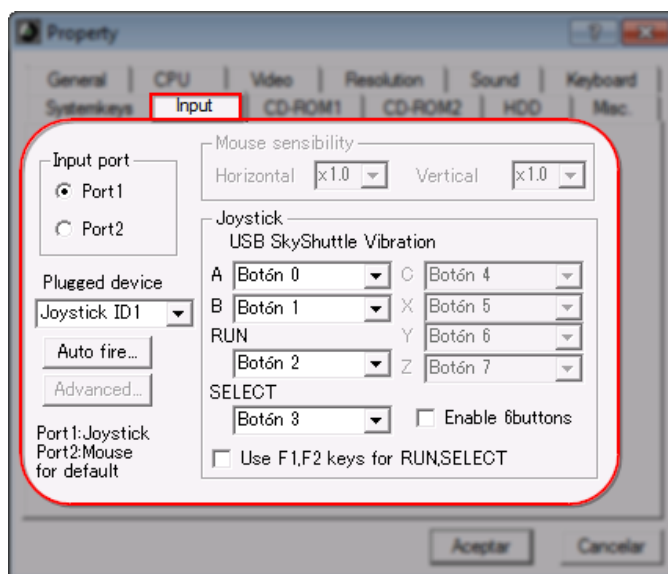 Property
General CPU Video Resolution Sound Keyboard
Systemkeys Input CD-ROM1 CD-ROM2 HDD Misc.
Input port
Port1
Port2
Plugged device
Joystick ID1
Auto fire...
Advanced...
Port1:Joystick
Port2:Mouse
for default
Mouse sensibility
Horizontal x1.0 Vertical x1.0
Joystick
USB SkyShuttle Vibration
A Botón 0 C Botón 4
B Botón 1 X Botón 5
RUN Y Botón 6
Botón 2 Z Botón 7
SELECT
Botón 3 Enable 6buttons
Use F1,F2 keys for RUN,SELECT
Aceptar Cancelar